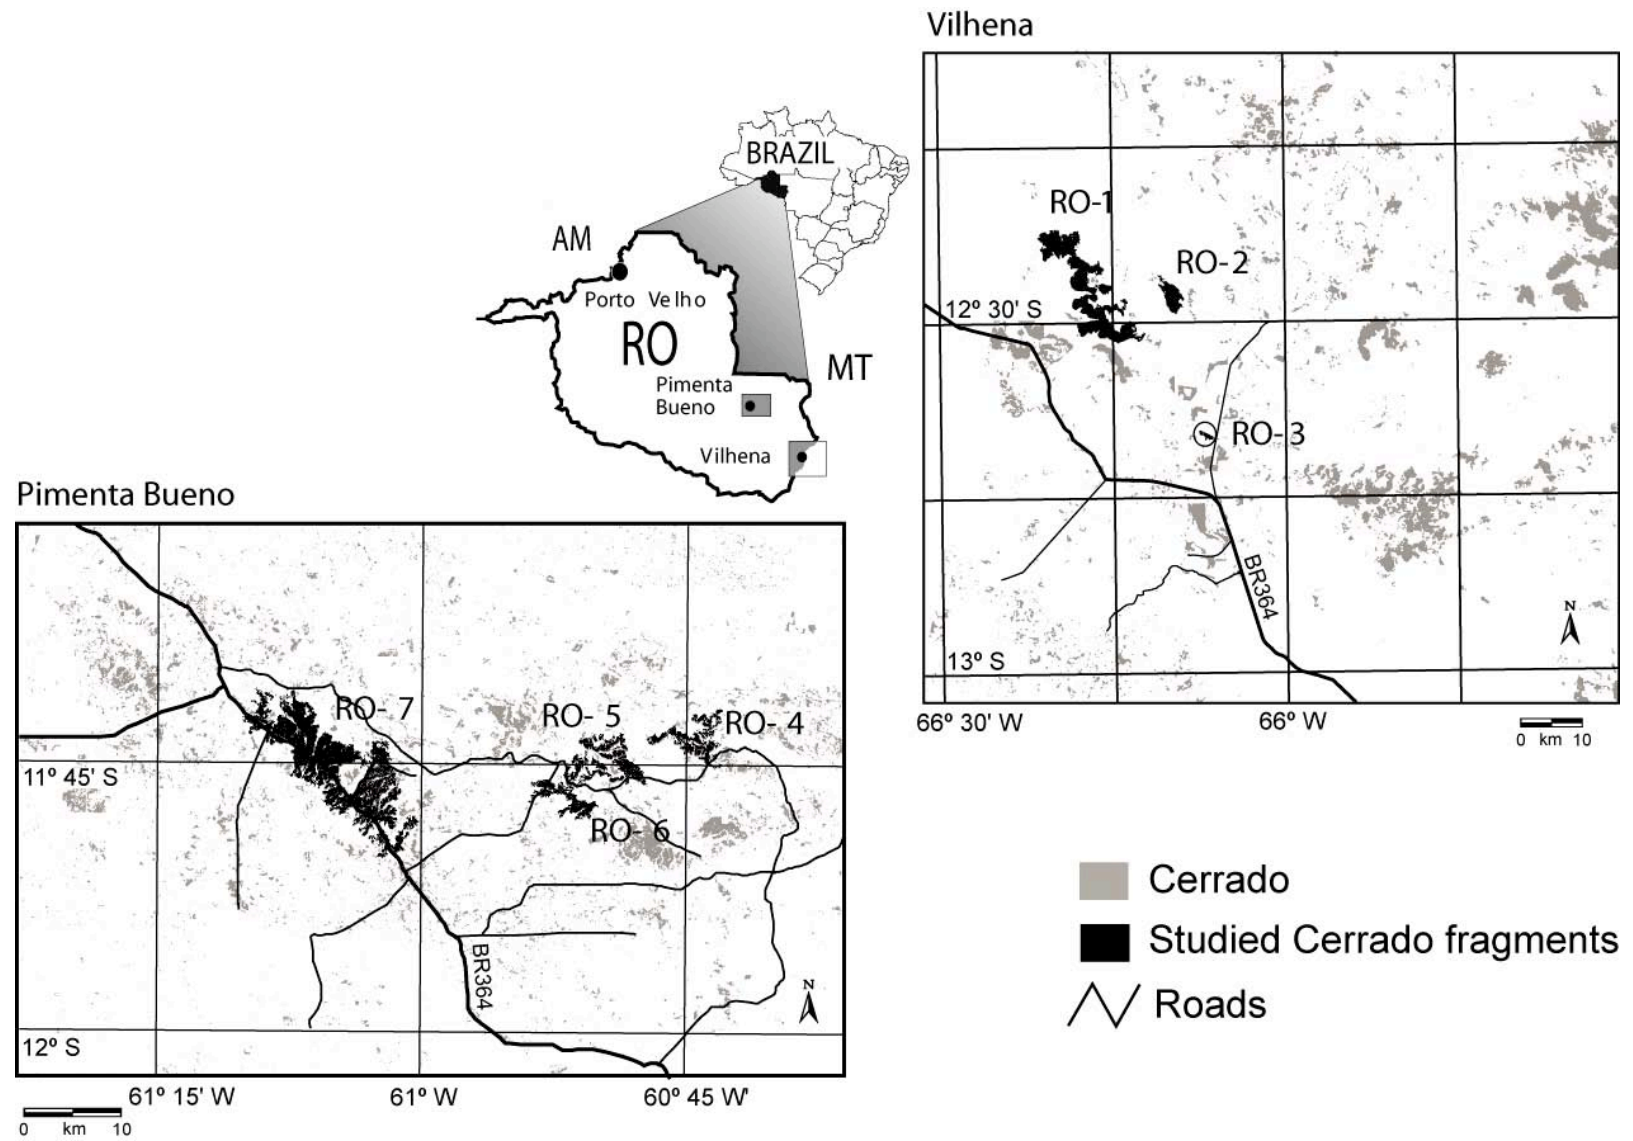 Vilhena
BRAZIL
RO-1
AM
RO-2
Porto Velho
12º 30' S
RO
MT
Pimenta
Bueno
RO-3
Vilhena
Pimenta Bueno
BR364
N
13º S
66º 30' W
66º W
0 km 10
RO- 7
RO- 5
RO- 4
11º 45' S
RO- 6
BR364
N
12º S
61º 15' W
61º W
60º 45 W'
0 km 10
Cerrado
Studied Cerrado fragments
Roads